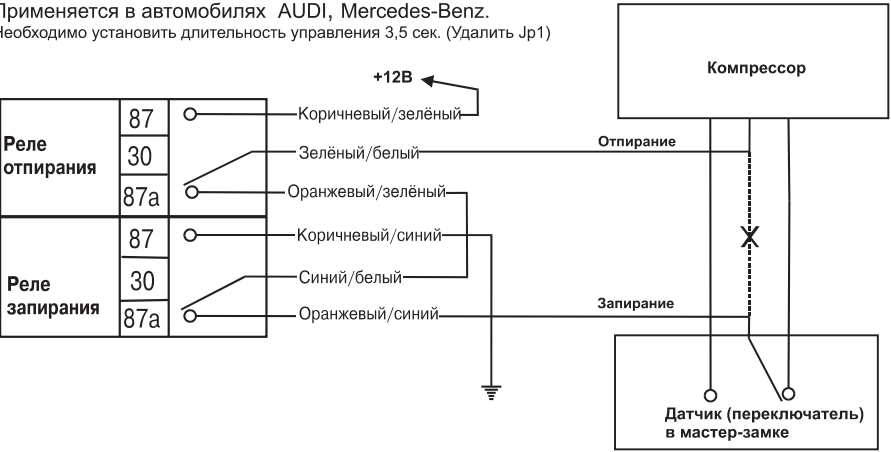 Применяется в автомобилях AUDI, Mercedes-Benz.
Необходимо установить длительность управления 3,5 сек. (Удалить Jp1)
+12В
Компрессор
87
Коричневый/зелёный
Реле
отпирания
30
Зелёный/белый
Отпирание
87а
Оранжевый/зелёный
87
Коричневый/синий
X
Реле
запирания
30
Синий/белый
87а
Оранжевый/синий
Запирание
Датчик (переключатель)
в мастер-замке